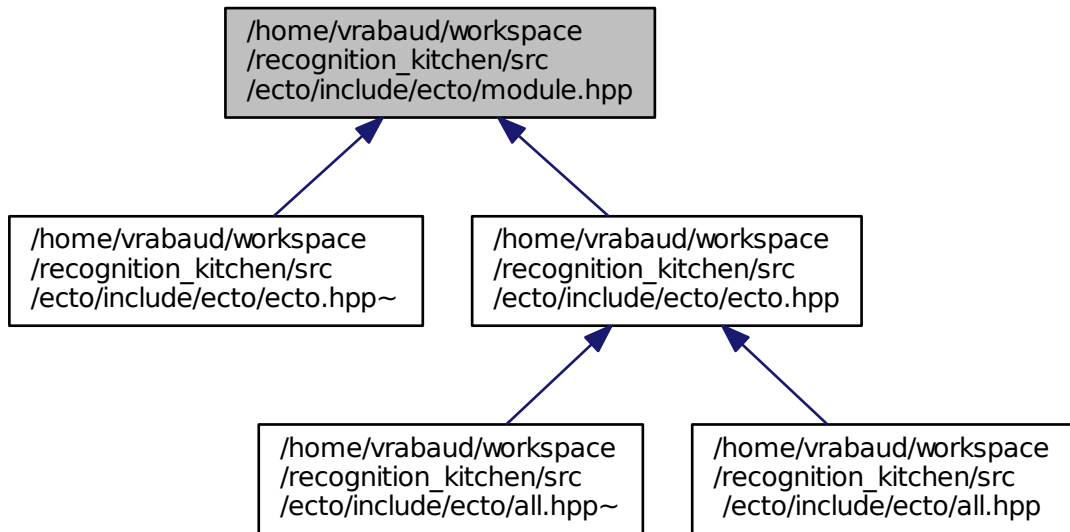 /home/vrabaud/workspace
/recognition_kitchen/src
/ecto/include/ecto/module.hpp
/home/vrabaud/workspace
/recognition_kitchen/src
/ecto/include/ecto/ecto.hpp~
/home/vrabaud/workspace
/recognition_kitchen/src
/ecto/include/ecto/ecto.hpp
/home/vrabaud/workspace
/recognition_kitchen/src
/ecto/include/ecto/all.hpp~
/home/vrabaud/workspace
/recognition_kitchen/src
/ecto/include/ecto/all.hpp